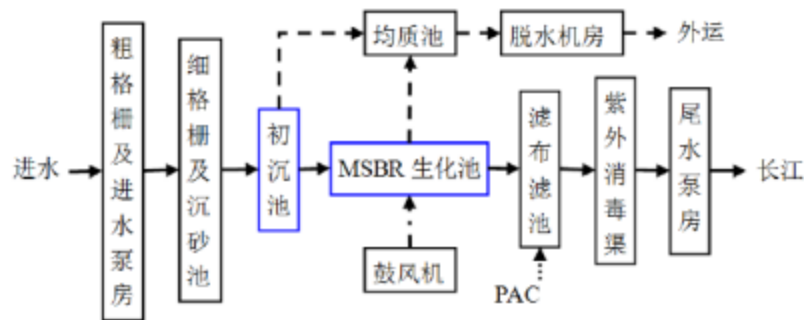 均质池
脱水机房
外运
进水
粗格栅及进水泵房
细格栅及沉砂池
初沉池
MSBR 生化池
滤布滤池
紫外消毒渠
尾水泵房
长江
鼓风机
PAC